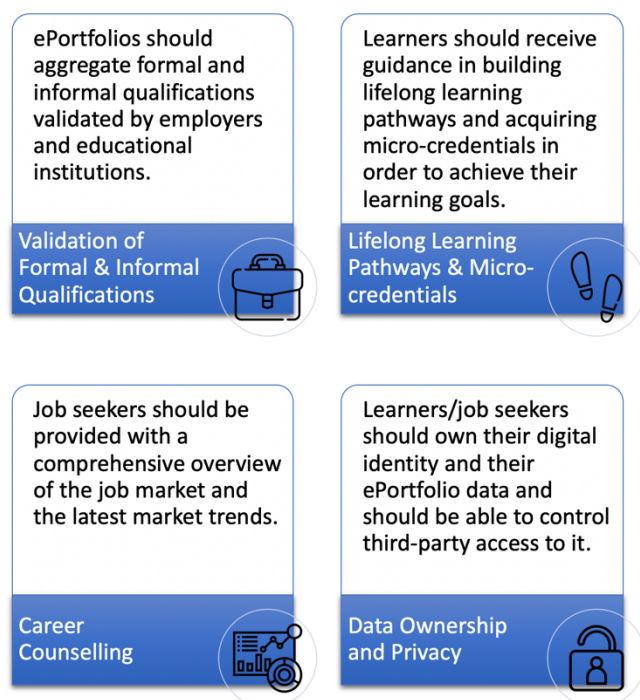 ePortfolios should
aggregate formal and
informal qualifications
validated by employers
and educational
institutions.
Validation of
Formal & Informal
Qualifications
Learners should receive
guidance in building
lifelong learning
pathways and acquiring
micro-credentials in
order to achieve their
learning goals.
Lifelong Learning
Pathways & Micro-
credentials
Job seekers should be
provided with a
comprehensive overview
of the job market and
the latest market trends.
Career
Counselling
Learners/job seekers
should own their digital
identity and their
ePortfolio data and
should be able to control
third-party access to it.
Data Ownership
and Privacy